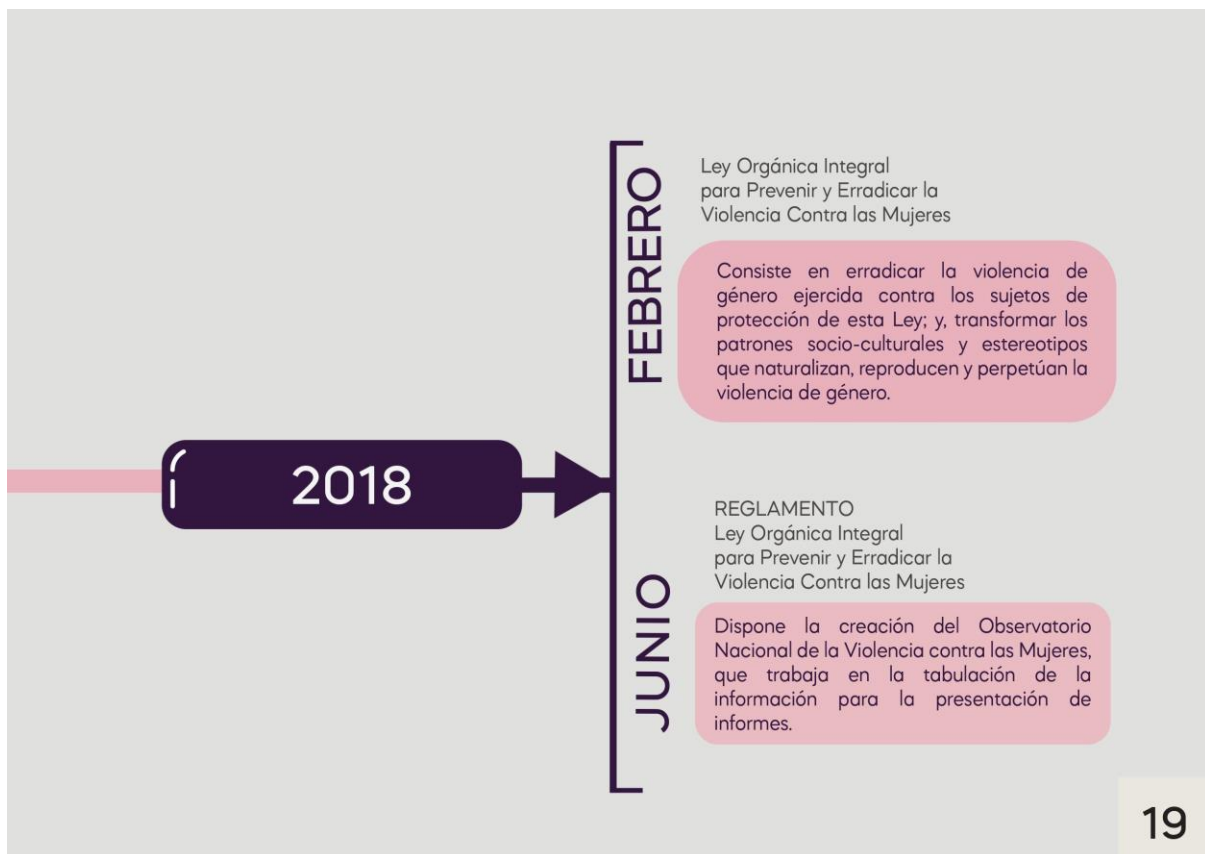 2018
FEBRERO
Ley Orgánica Integral
para Prevenir y Erradicar la
Violencia Contra las Mujeres
Consiste en erradicar la violencia de
género ejercida contra los sujetos de
protección de esta Ley; y, transformar los
patrones socio-culturales y estereotipos
que naturalizan, reproducen y perpetúan la
violencia de género.
JUNIO
REGLAMENTO
Ley Orgánica Integral
para Prevenir y Erradicar la
Violencia Contra las Mujeres
Dispone la creación del Observatorio
Nacional de la Violencia contra las Mujeres,
que trabaja en la tabulación de la
información para la presentación de
informes.
19